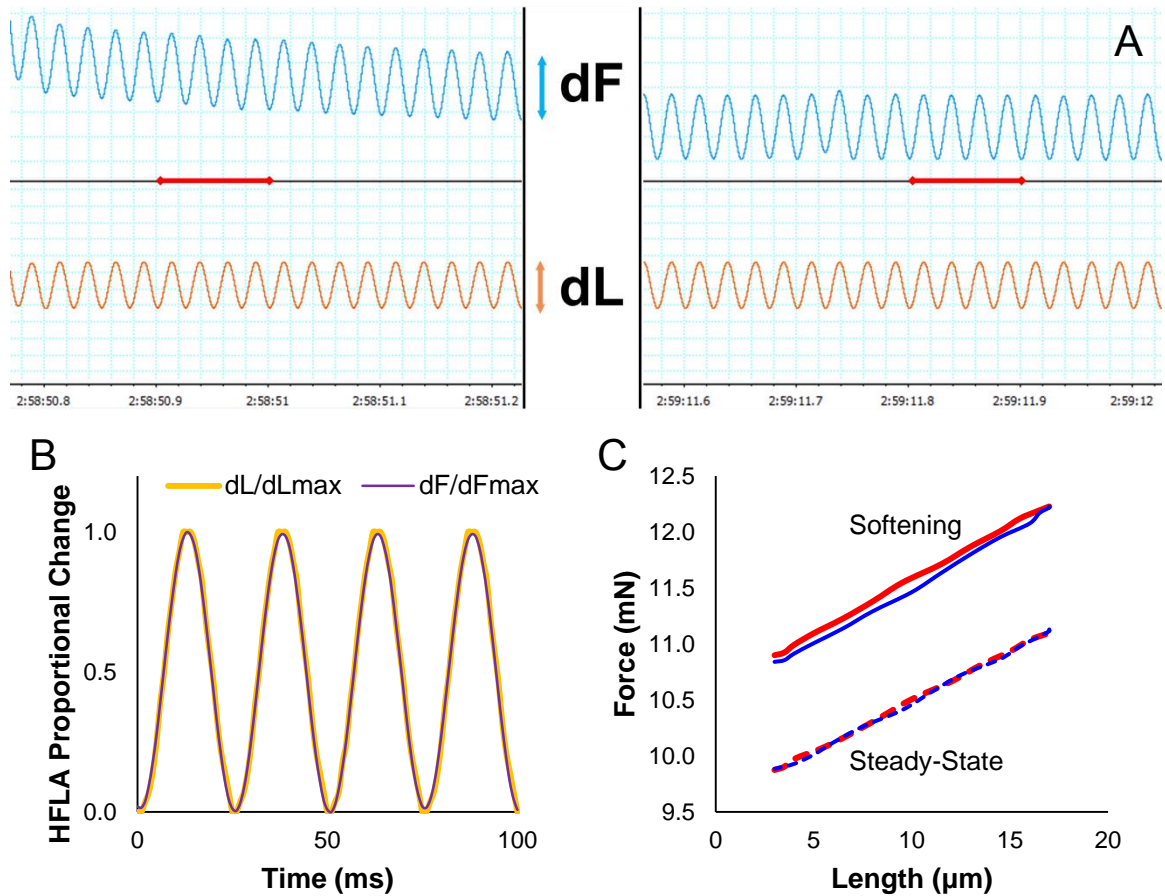 A
dF
dL
2:58:50.8 2:58:50.9 2:58:51 2:58:51.1 2:58:51.2
2:59:11.6 2:59:11.7 2:59:11.8 2:59:11.9 2:59:12
B
dL/dLmax dF/dFmax
HFLA Proportional Change
1.0
0.5
0.0
0 50 100
Time (ms)
C
12.5
12.0
11.5
11.0
10.5
10.0
9.5
Force (mN)
Softening
Steady-State
0 5 10 15 20
Length (µm)